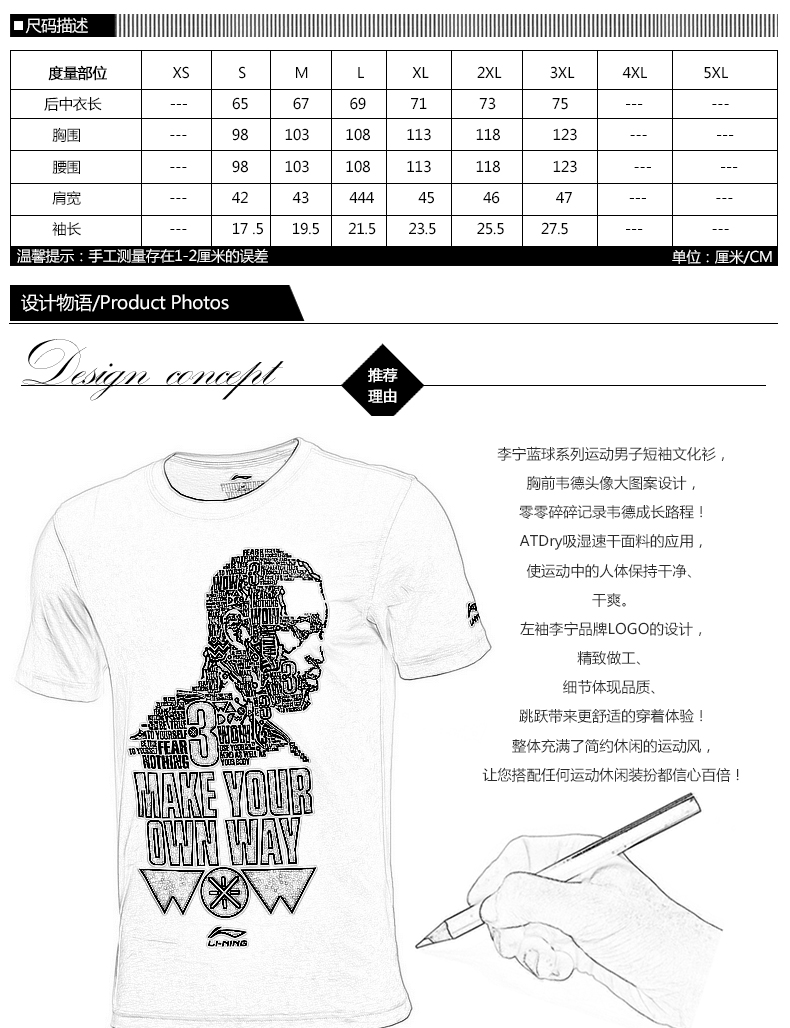 尺码描述
度量部位 XS S M L XL 2XL 3XL 4XL 5XL
后中衣长 --- 65 67 69 71 73 75 --- ---
胸围 --- 98 103 108 113 118 123 --- ---
腰围 --- 98 103 108 113 118 123 --- ---
肩宽 --- 42 43 444 45 46 47 --- ---
袖长 --- 17 .5 19.5 21.5 23.5 25.5 27.5 --- ---
温馨提示：手工测量存在1-2厘米的误差 单位：厘米/CM
设计物语/Product Photos
Design concept
推荐
理由
李宁蓝球系列运动男子短袖文化衫，
胸前韦德头像大图案设计，
零零碎碎记录韦德成长路程！
ATDry吸湿速干面料的应用，
使运动中的人体保持干净、
干爽。
左袖李宁品牌LOGO的设计，
精致做工、
细节体现品质、
跳跃带来更舒适的穿着体验！
整体充满了简约休闲的运动风，
让您搭配任何运动休闲装扮都信心百倍！
3
3
FEAR
NOTHING
MAKE YOUR
OWN WAY
WOW
LI-NING